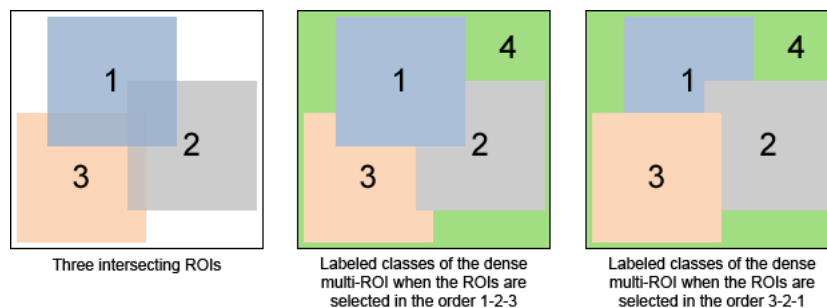 1
2
3
Three intersecting ROIs
1
4
2
3
Labeled classes of the dense
multi-ROI when the ROIs are
selected in the order 1-2-3
1
4
2
3
Labeled classes of the dense
multi-ROI when the ROIs are
selected in the order 3-2-1